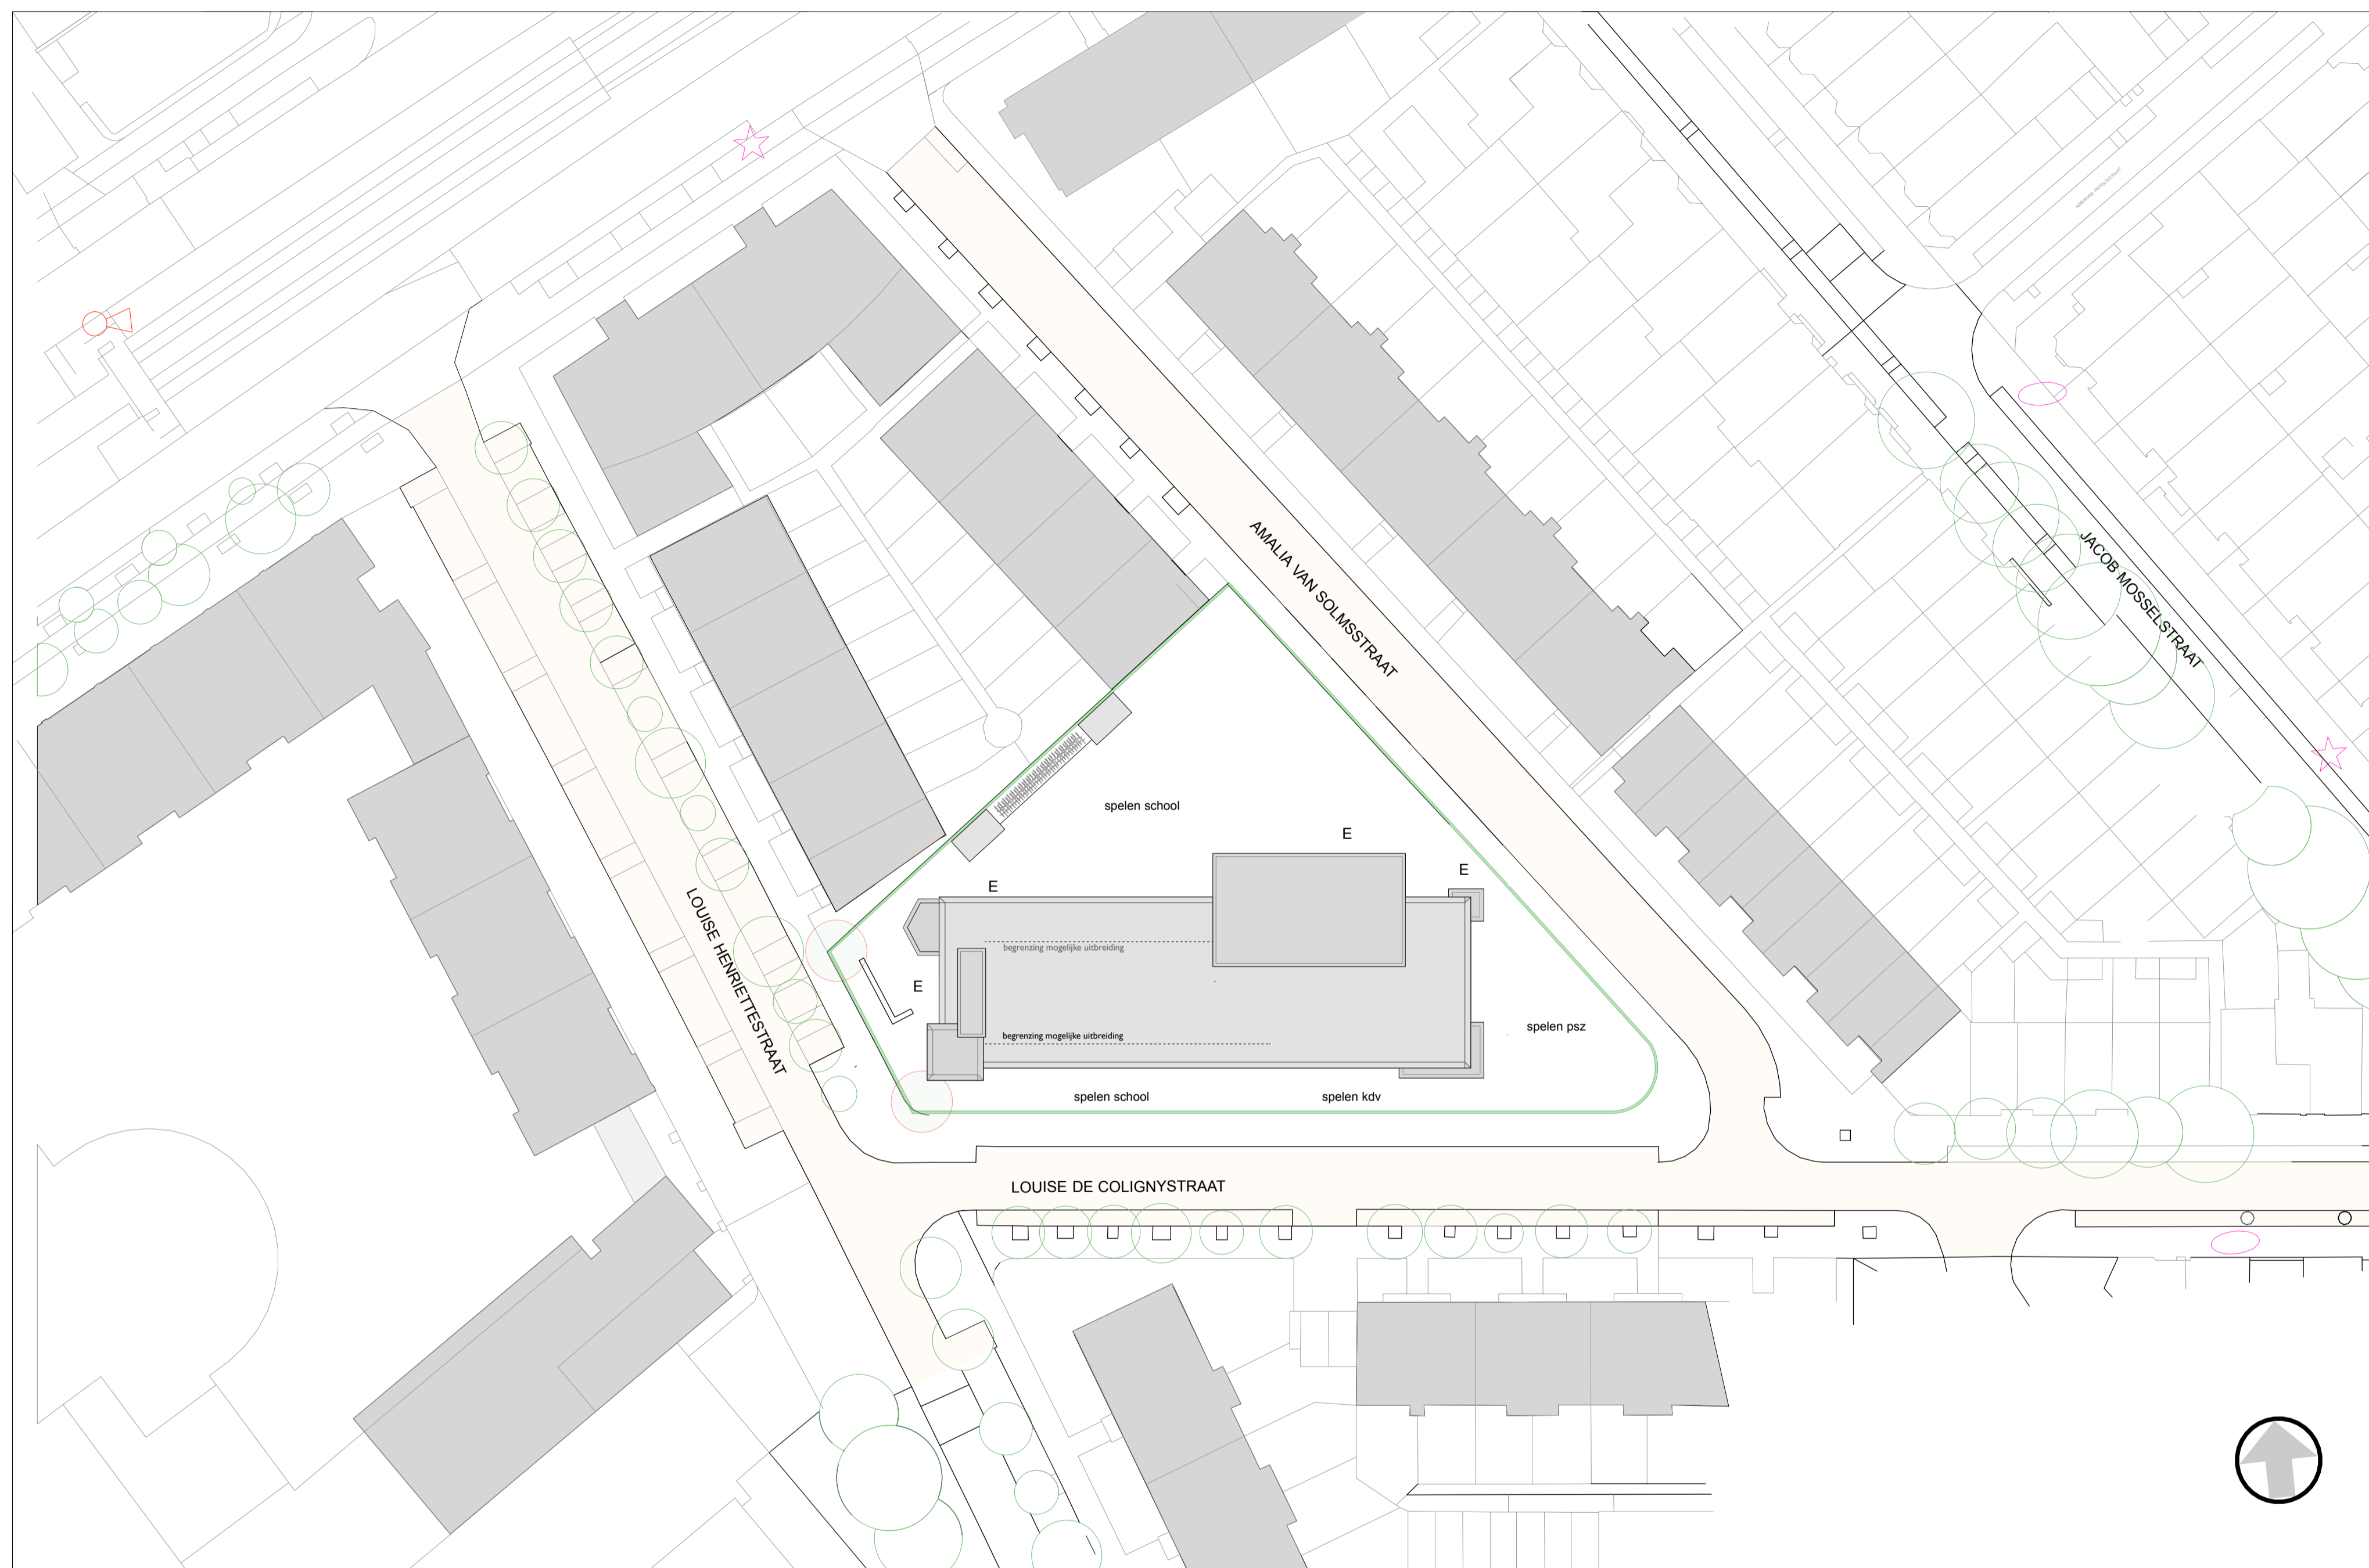 AMALIA VAN SOLMSSTRAAT
JACOB MOSSELSTRAAT
spelen school
E
E
E
LOUISE HENRIETTESTRAAT
begrenzing mogelijke uitbreiding
E
spelen psz
begrenzing mogelijke uitbreiding
spelen school
spelen kdv
LOUISE DE COLIGNYSTRAAT